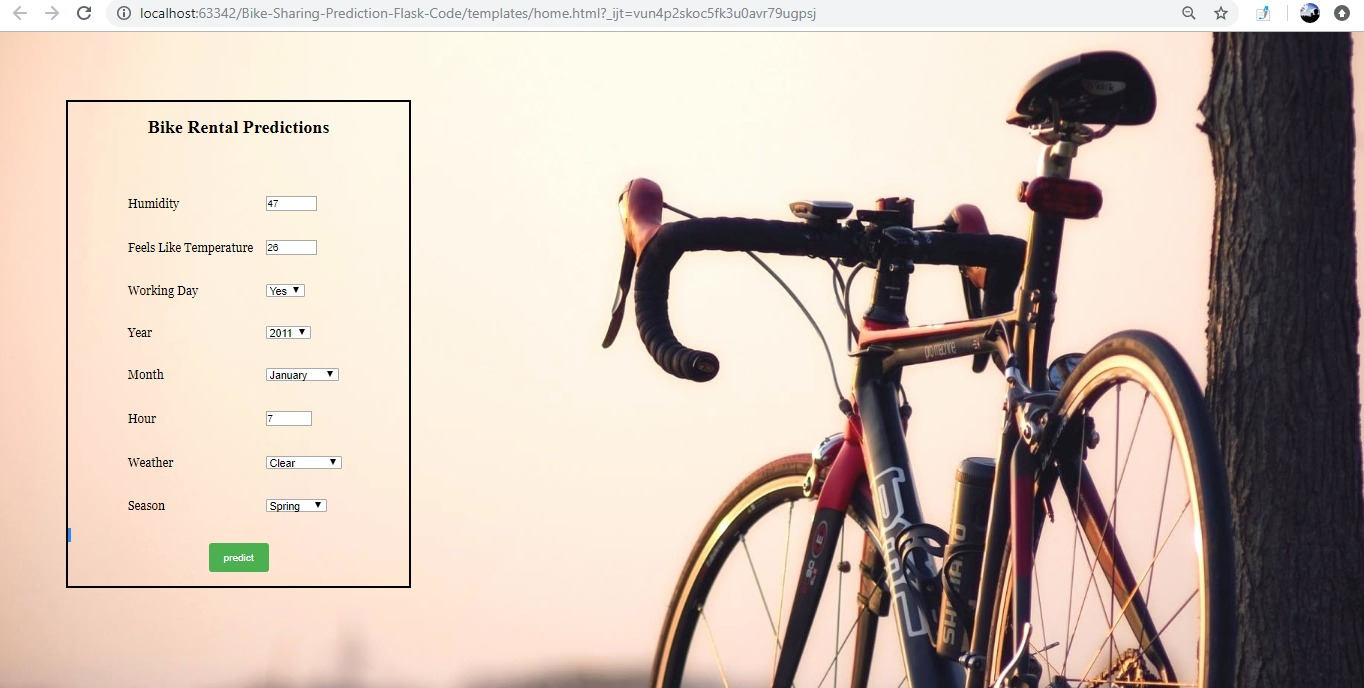 localhost:63342/Bike-Sharing-Prediction-Flask-Code/templates/home.html?_ijt=vun4p2skoc5fk3u0avr79ugpsj
Bike Rental Predictions
Humidity 47
Feels Like Temperature 26
Working Day Yes
Year 2011
Month January
Hour 7
Weather Clear
Season Spring
predict
SHIMANO